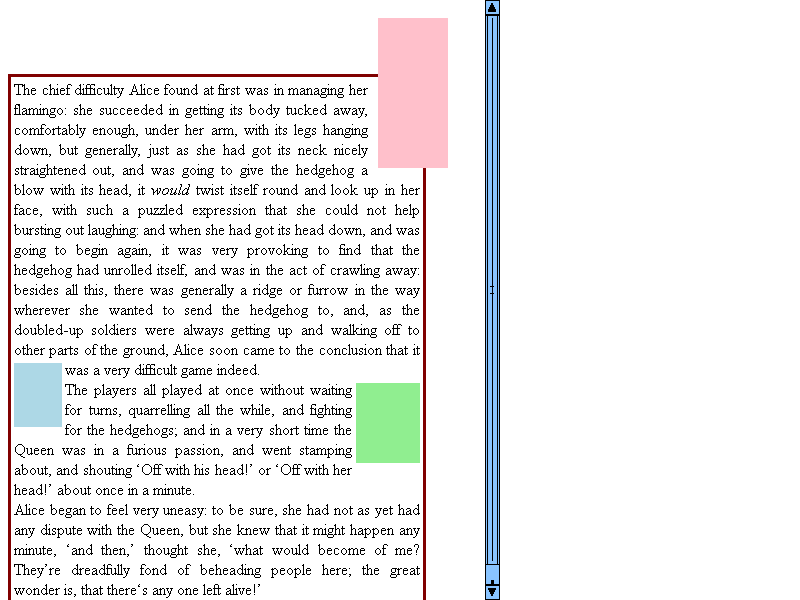 The chief difficulty Alice found at first was in managing her
flamingo: she succeeded in getting its body tucked away,
comfortably enough, under her arm, with its legs hanging
down, but generally, just as she had got its neck nicely
straightened out, and was going to give the hedgehog a
blow with its head, it would twist itself round and look up in her
face, with such a puzzled expression that she could not help
bursting out laughing: and when she had got its head down, and was
going to begin again, it was very provoking to find that the
hedgehog had unrolled itself, and was in the act of crawling away:
besides all this, there was generally a ridge or furrow in the way
wherever she wanted to send the hedgehog to, and, as the
doubled-up soldiers were always getting up and walking off to
other parts of the ground, Alice soon came to the conclusion that it
was a very difficult game indeed.
The players all played at once without waiting
for turns, quarrelling all the while, and fighting
for the hedgehogs; and in a very short time the
Queen was in a furious passion, and went stamping
about, and shouting ‘Off with his head!’ or ‘Off with her
head!’ about once in a minute.
Alice began to feel very uneasy: to be sure, she had not as yet had
any dispute with the Queen, but she knew that it might happen any
minute, ‘and then,’ thought she, ‘what would become of me?
They’re dreadfully fond of beheading people here; the great
wonder is, that there‘s any one left alive!’